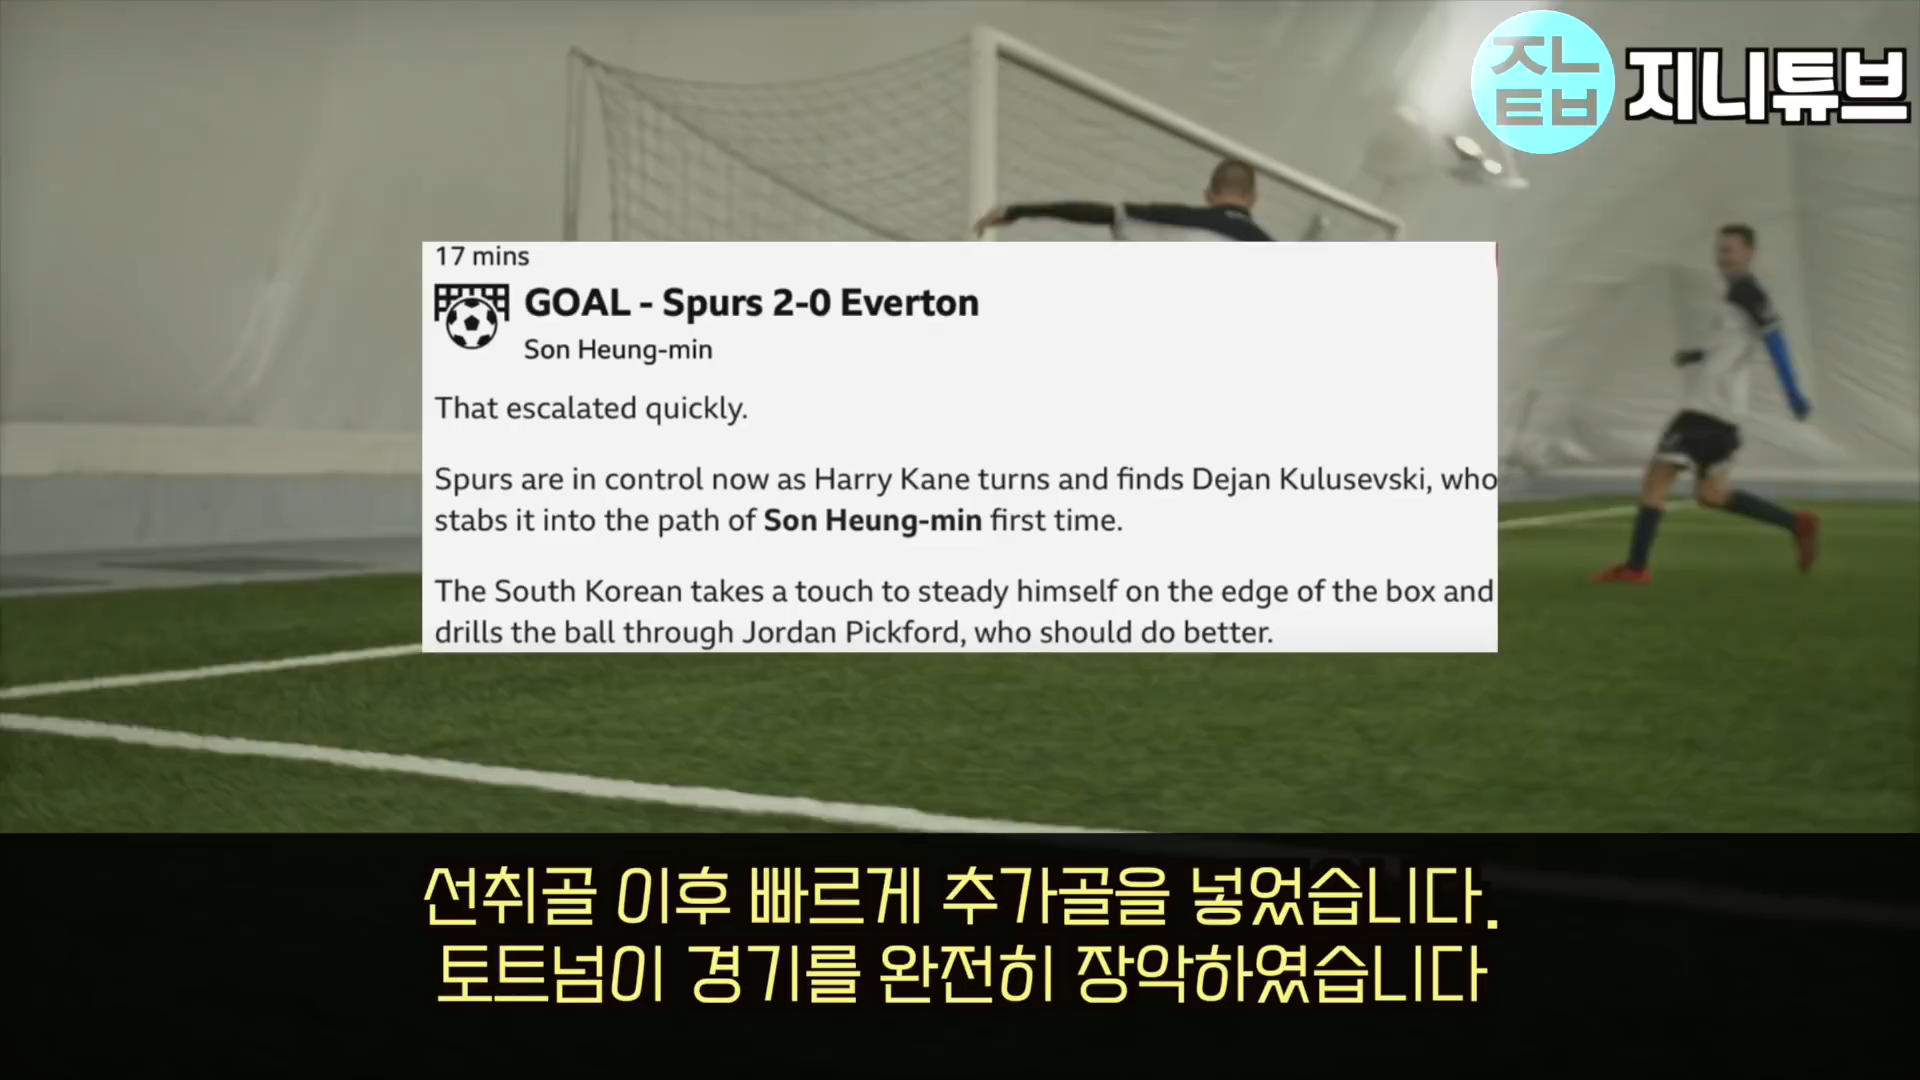 지니튜브
지니튜브
17 mins
GOAL - Spurs 2-0 Everton
Son Heung-min
That escalated quickly.
Spurs are in control now as Harry Kane turns and finds Dejan Kulusevski, who
stabs it into the path of Son Heung-min first time.
The South Korean takes a touch to steady himself on the edge of the box and
drills the ball through Jordan Pickford, who should do better.
선취골 이후 빠르게 추가골을 넣었습니다.
토트넘이 경기를 완전히 장악하였습니다